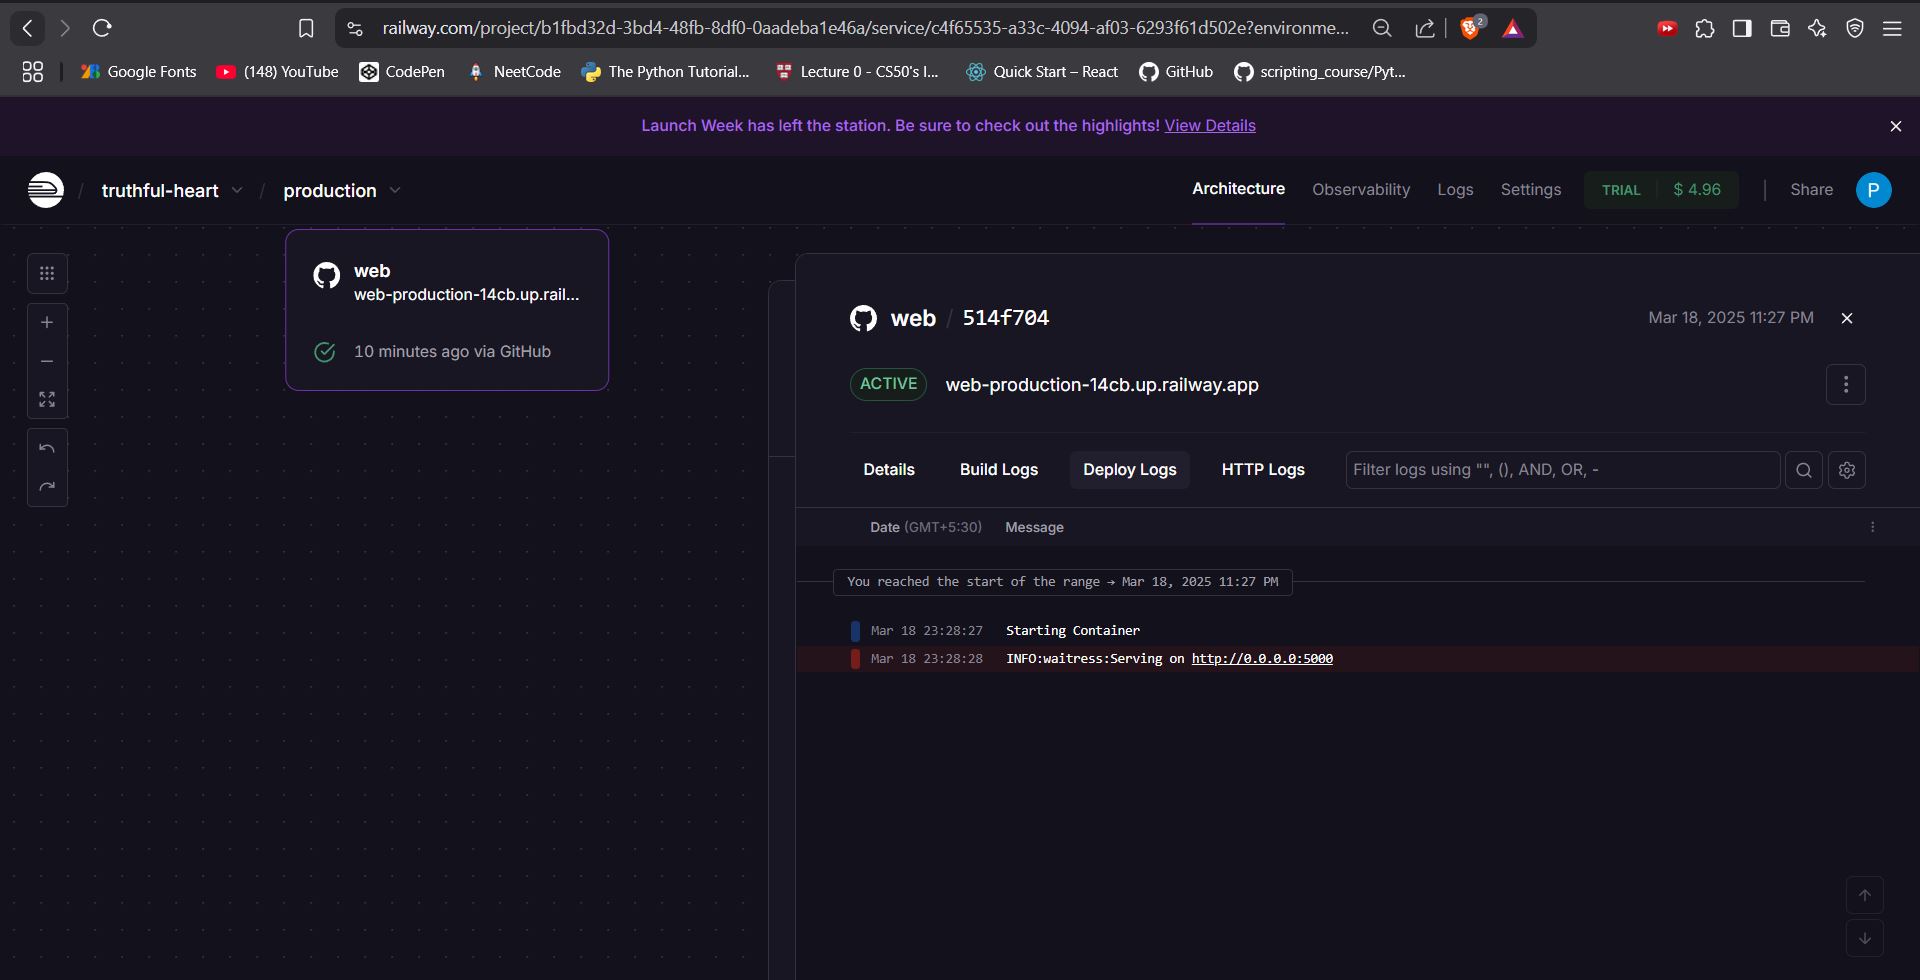 railway.com/project/b1fbd32d-3bd4-48fb-8df0-0aadeba1e46a/service/c4f65535-a33c-4094-af03-6293f61d502e?environme...
2
Google Fonts
(148) YouTube
CodePen
NeetCode
The Python Tutorial...
Lecture 0 - CS50's I...
Quick Start – React
GitHub
scripting_course/Pyt...
Launch Week has left the station. Be sure to check out the highlights! View Details
/ truthful-heart / production
Architecture
Observability
Logs
Settings
TRIAL $ 4.96
Share
P
web
web-production-14cb.up.rail...
10 minutes ago via GitHub
web / 514f704
Mar 18, 2025 11:27 PM
ACTIVE web-production-14cb.up.railway.app
Details
Build Logs
Deploy Logs
HTTP Logs
Filter logs using "", (), AND, OR, -
Date (GMT+5:30) Message
You reached the start of the range → Mar 18, 2025 11:27 PM
Mar 18 23:28:27 Starting Container
Mar 18 23:28:28 INFO:waitress:Serving on http://0.0.0.0:5000